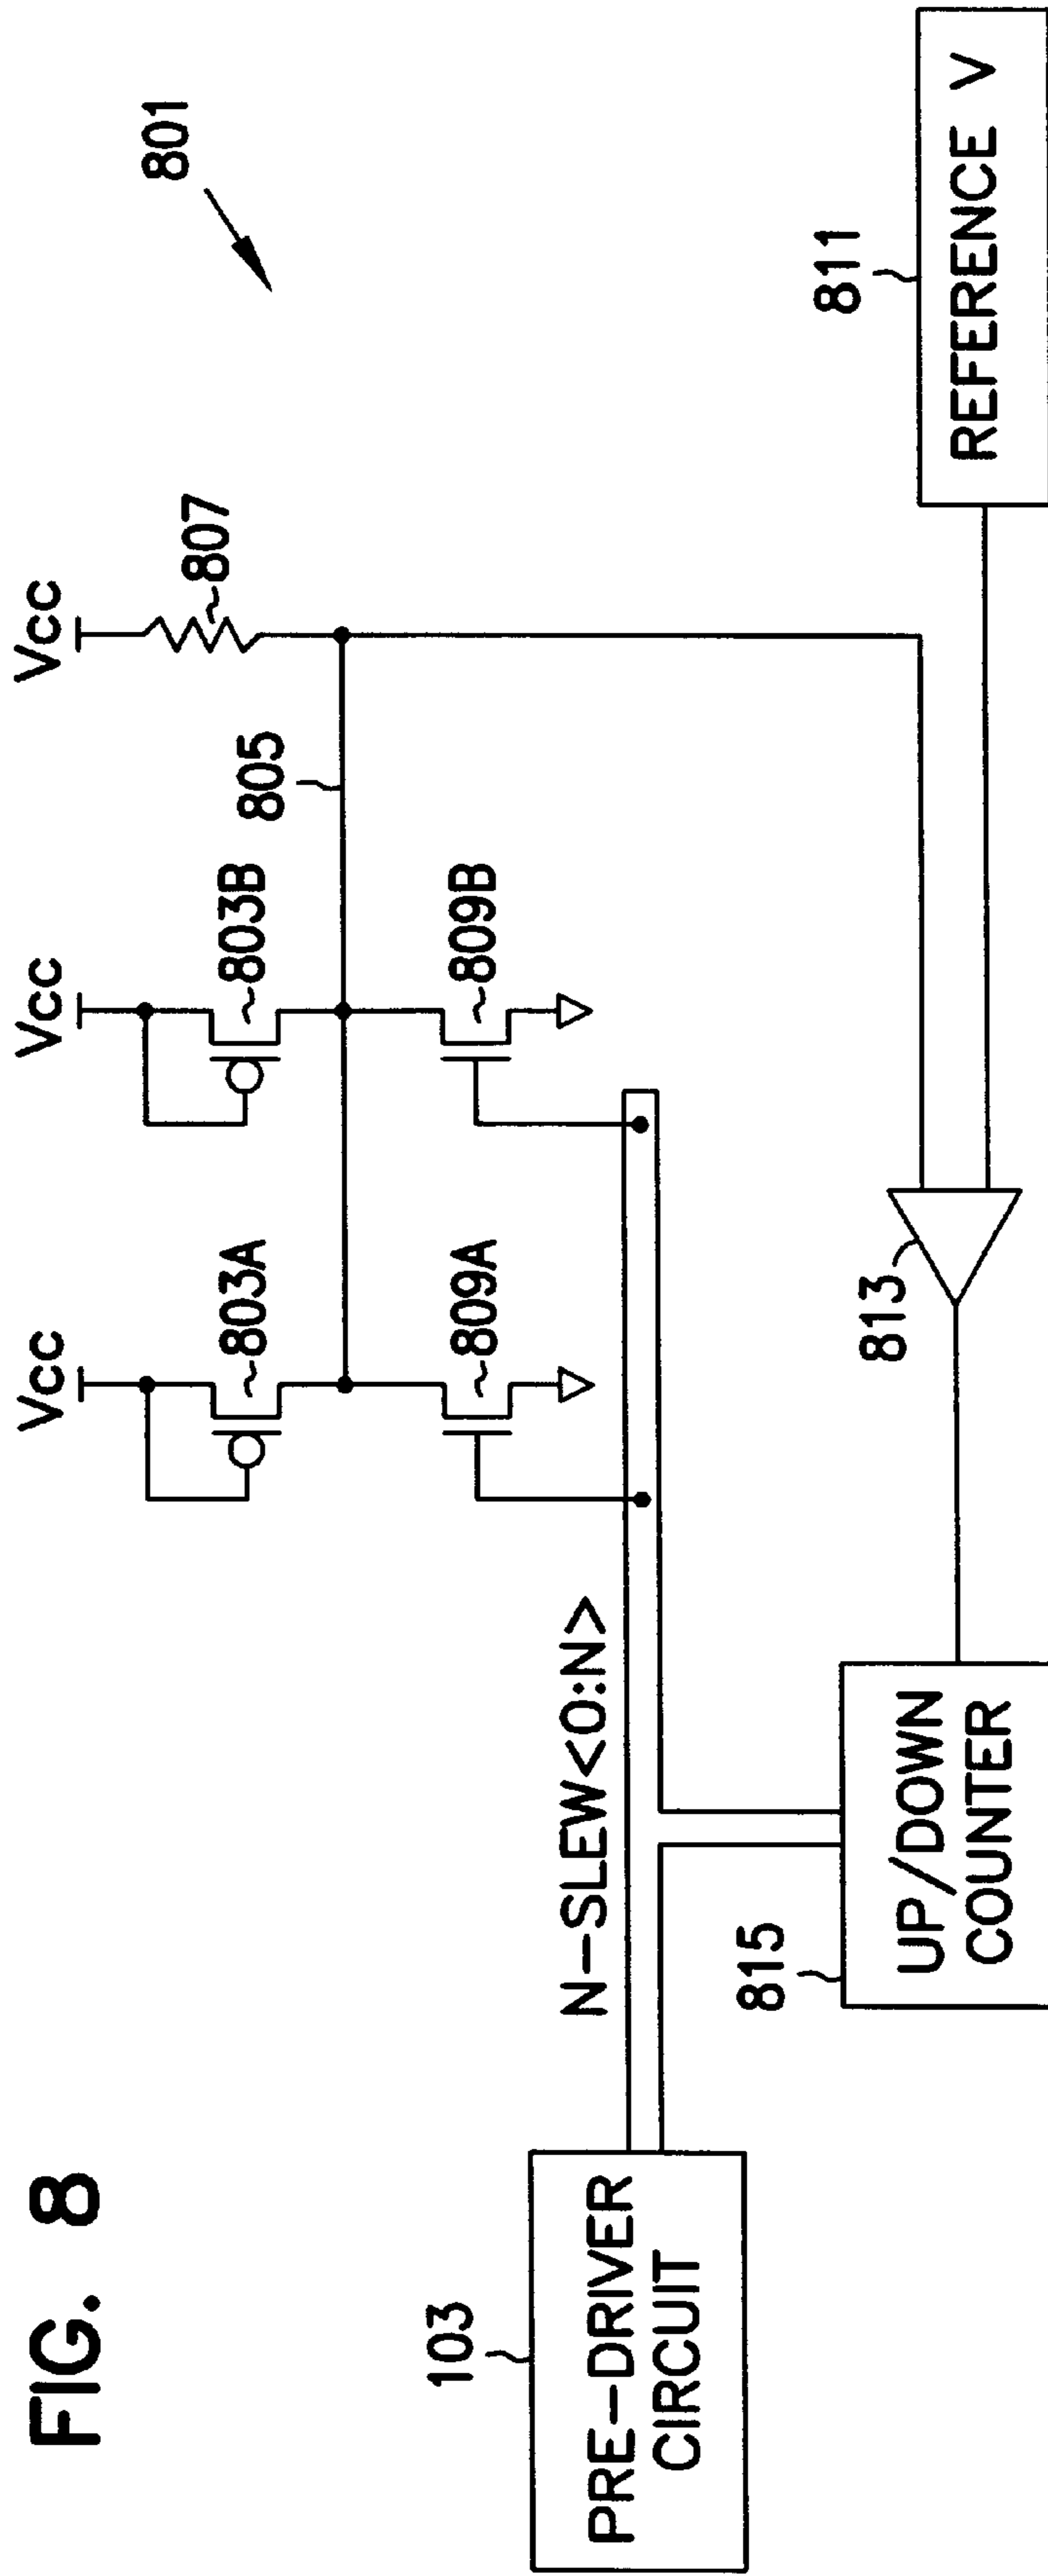 FIG. 8
801
Vcc
Vcc
Vcc
803A
803B
807
805
809A
809B
N-SLEW<0:N>
103
PRE-DRIVER
CIRCUIT
815
UP/DOWN
COUNTER
813
811
REFERENCE V